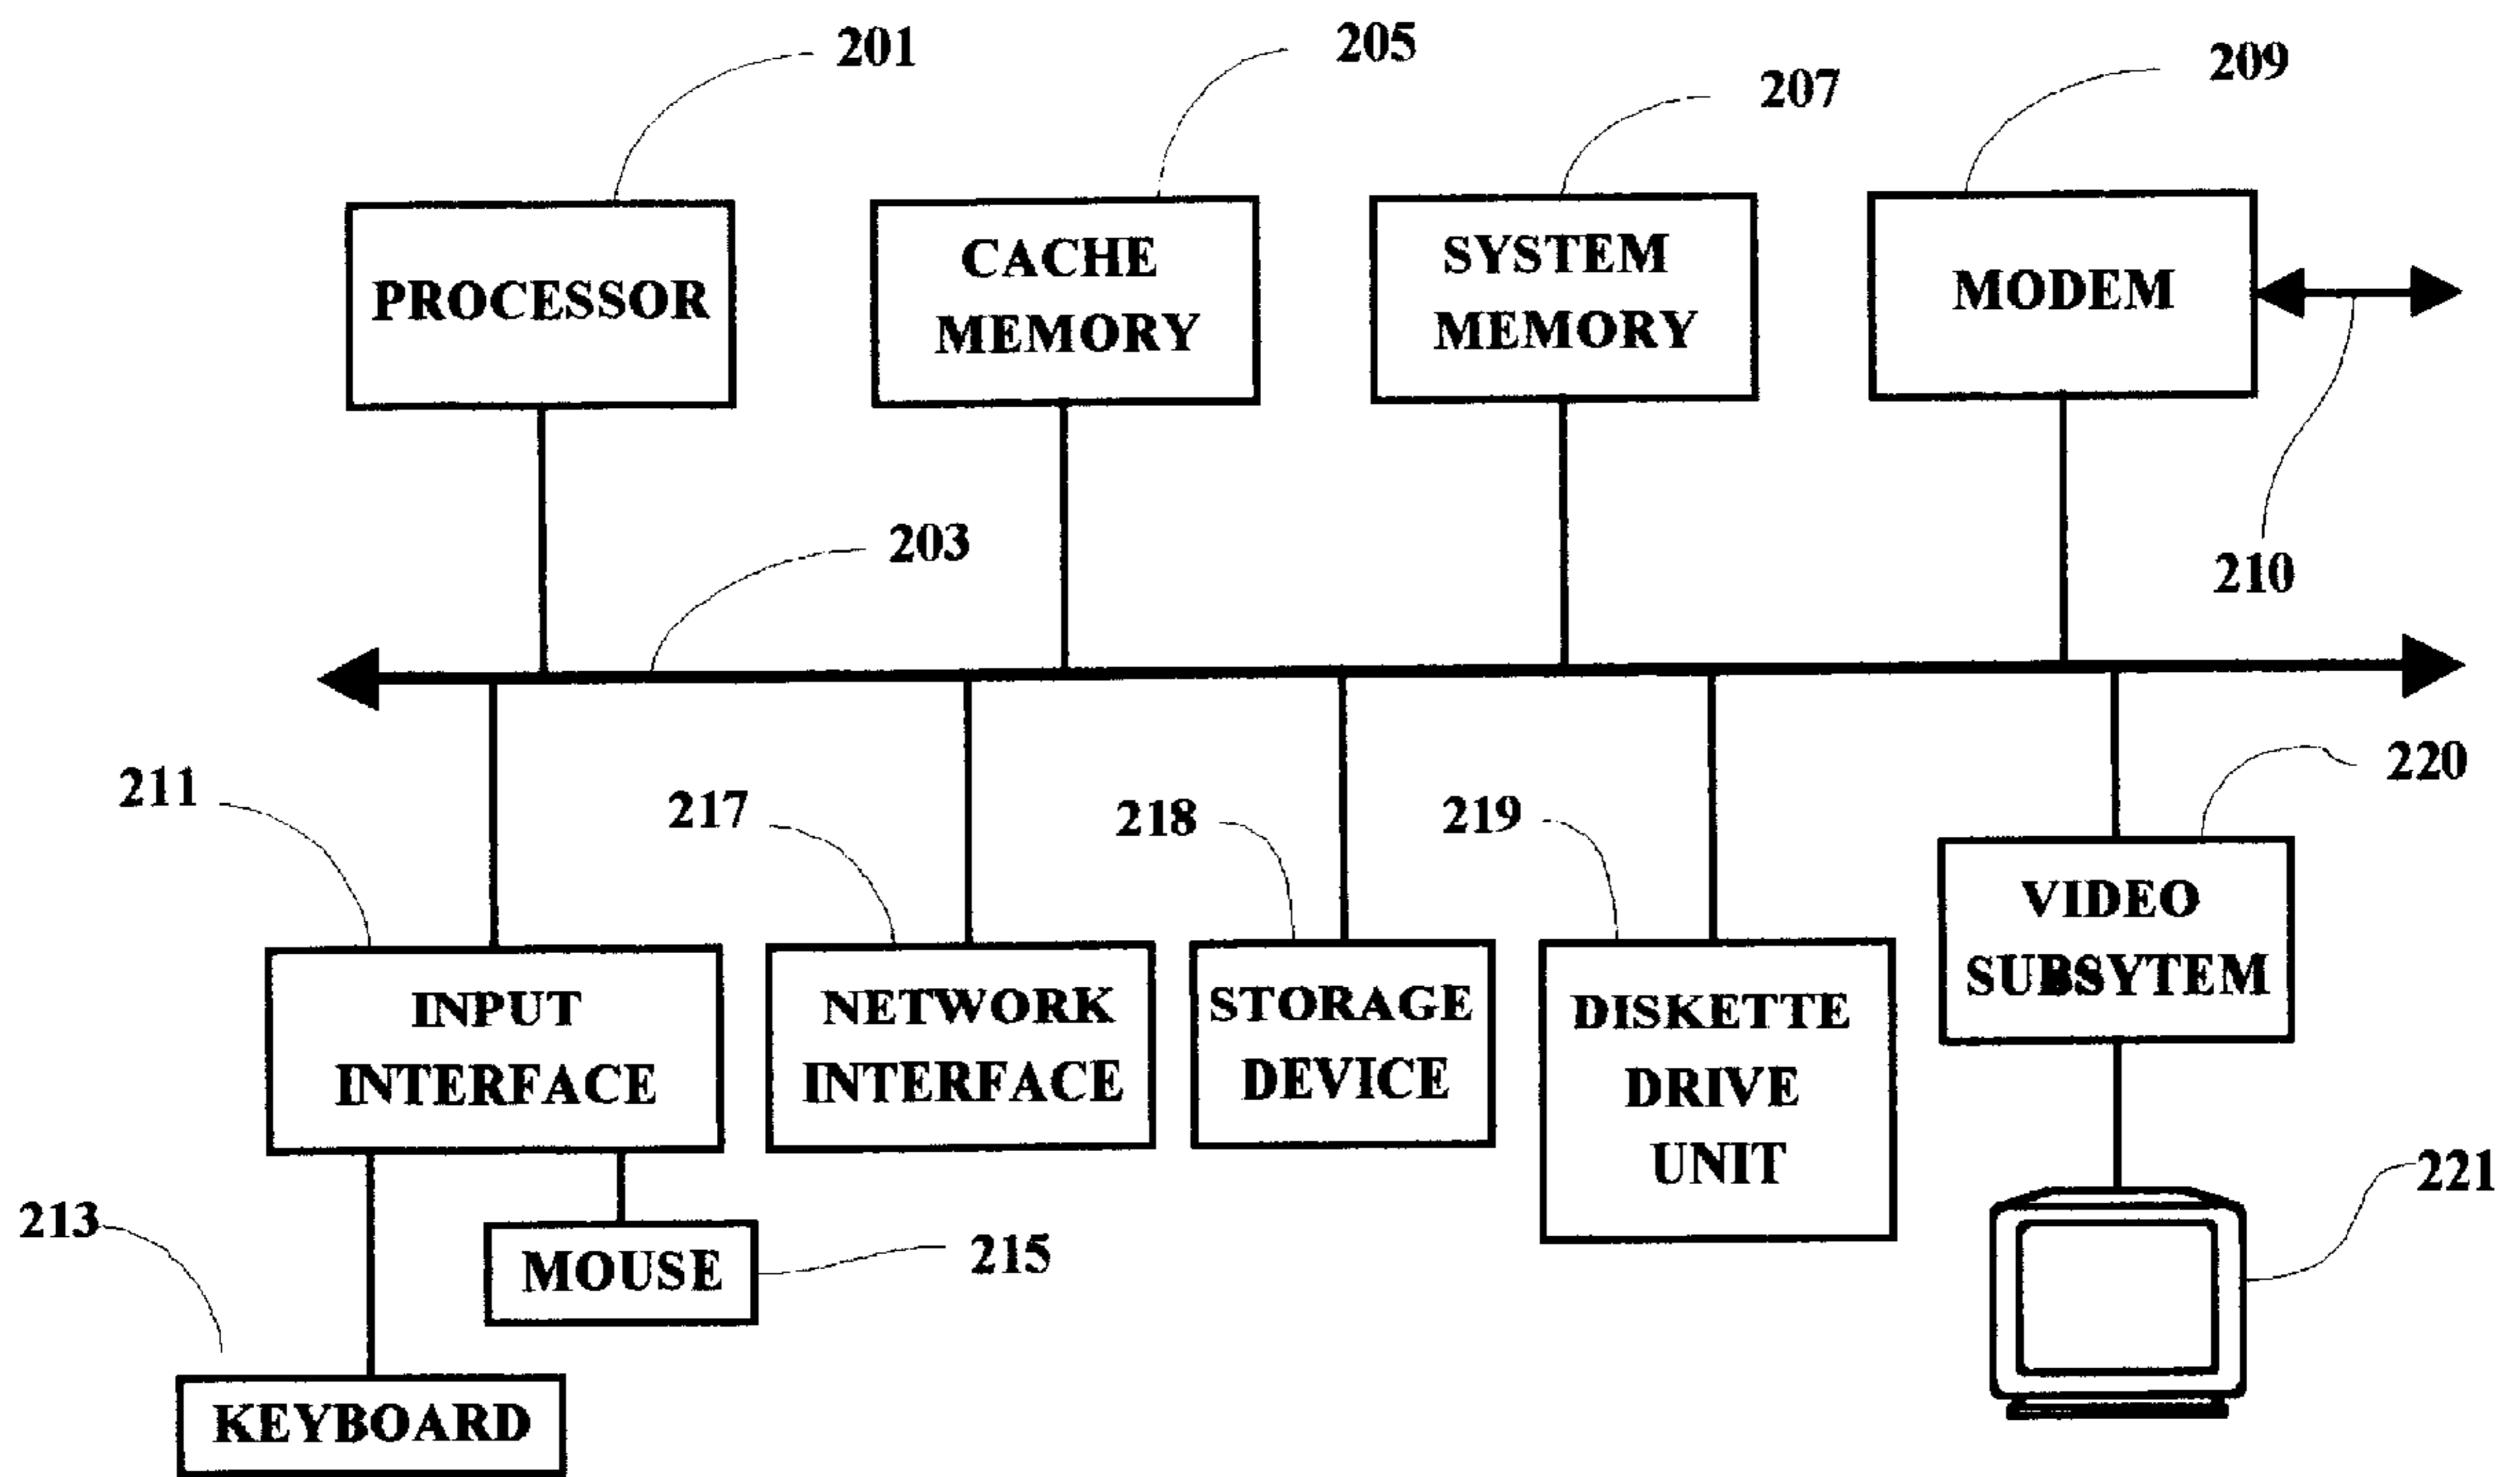 201
205
207
209
PROCESSOR
CACHE
MEMORY
SYSTEM
MEMORY
MODEM
203
210
211
217
218
219
220
INPUT
INTERFACE
NETWORK
INTERFACE
STORAGE
DEVICE
DISKETTE
DRIVE
UNIT
VIDEO
SUBSYTEM
213
MOUSE
215
221
KEYBOARD